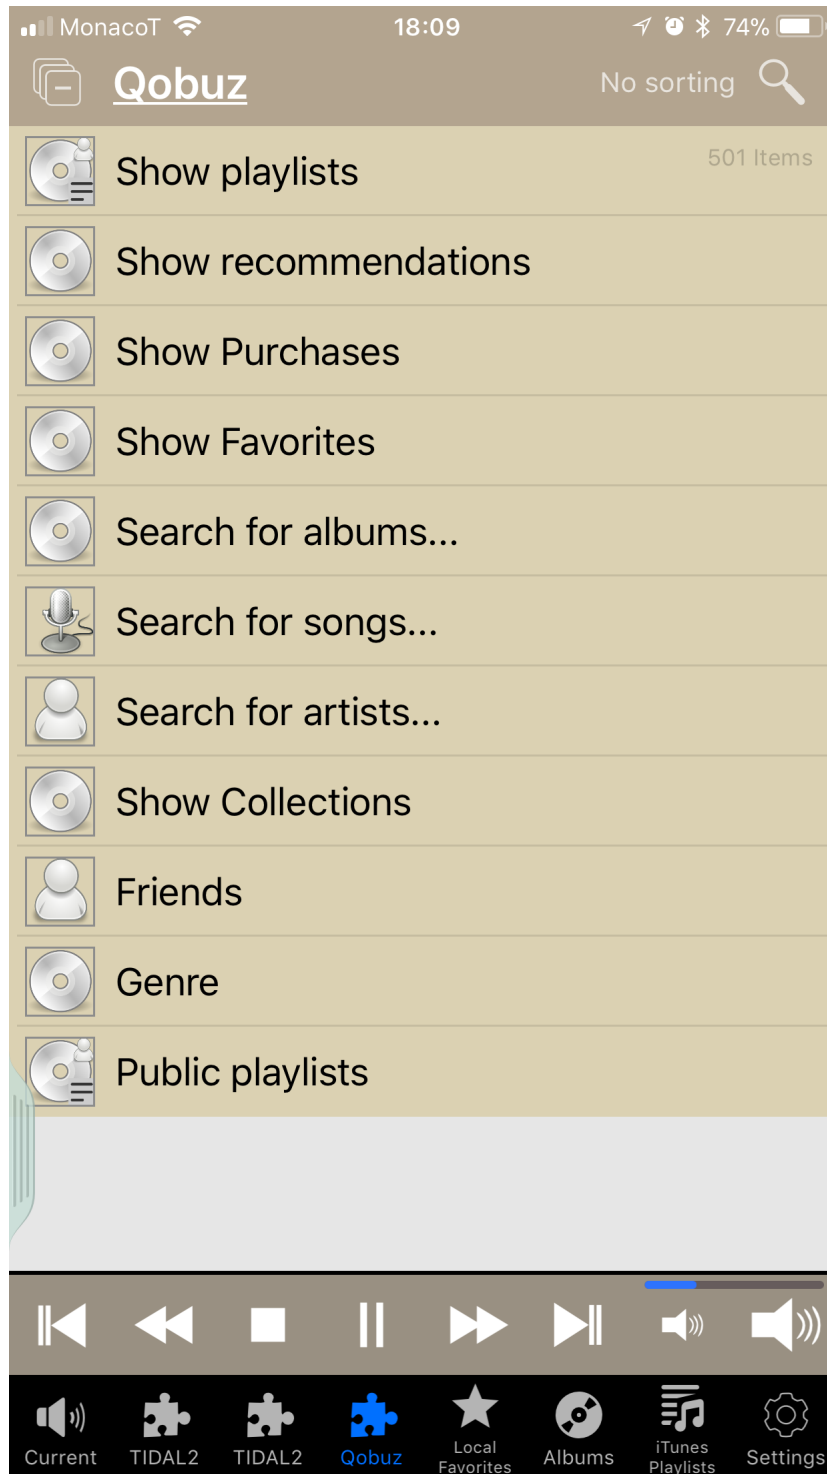 MonacoT 18:09 74%
Qobuz No sorting
Show playlists 501 Items
Show recommendations
Show Purchases
Show Favorites
Search for albums...
Search for songs...
Search for artists...
Show Collections
Friends
Genre
Public playlists
Current TIDAL2 TIDAL2 Qobuz Local Favorites Albums iTunes Playlists Settings